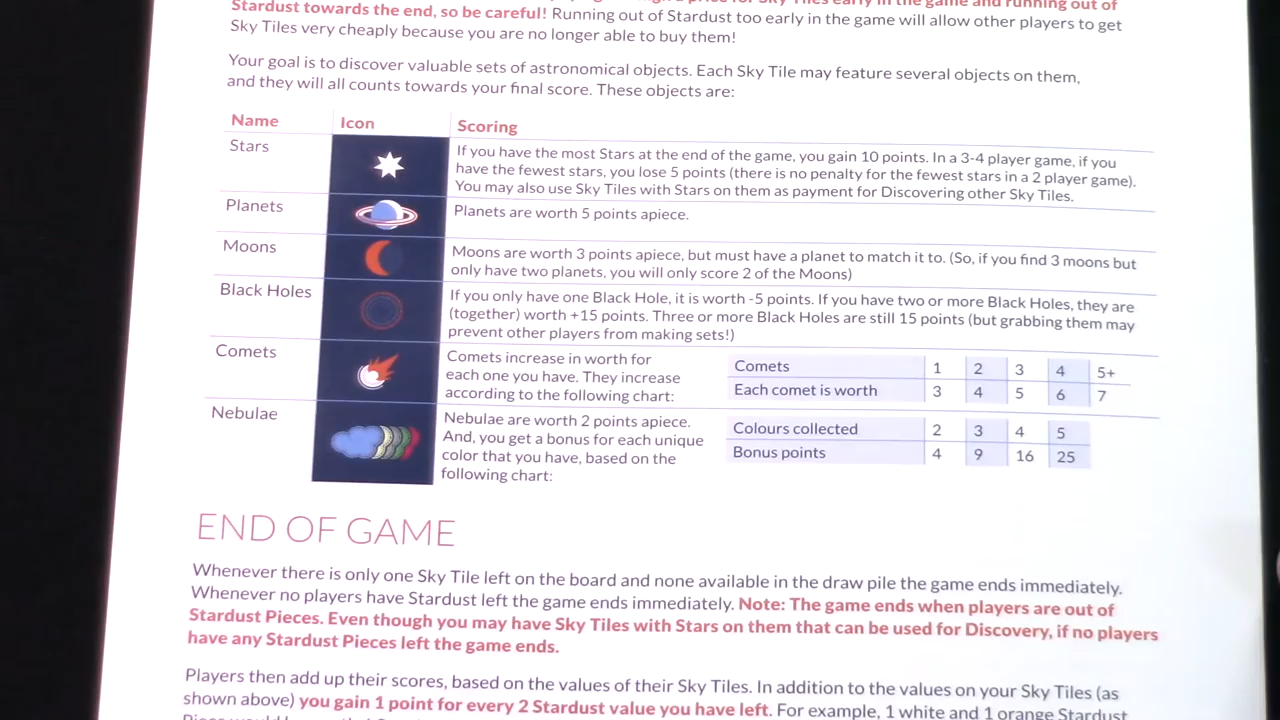 Stardust towards the end, so be careful! Running out of Stardust too early in the game will allow other players to get
Sky Tiles very cheaply because you are no longer able to buy them!
Your goal is to discover valuable sets of astronomical objects. Each Sky Tile may feature several objects on them,
and they will all counts towards your final score. These objects are:
Name Icon Scoring
Stars
If you have the most Stars at the end of the game, you gain 10 points. In a 3-4 player game, if you
have the fewest stars, you lose 5 points (there is no penalty for the fewest stars in a 2 player game).
You may also use Sky Tiles with Stars on them as payment for Discovering other Sky Tiles.
Planets
Planets are worth 5 points apiece.
Moons
Moons are worth 3 points apiece, but must have a planet to match it to. (So, if you find 3 moons but
only have two planets, you will only score 2 of the Moons)
Black Holes
If you only have one Black Hole, it is worth -5 points. If you have two or more Black Holes, they are
(together) worth +15 points. Three or more Black Holes are still 15 points (but grabbing them may
prevent other players from making sets!)
Comets
Comets increase in worth for
each one you have. They increase
according to the following chart:
Comets 1 2 3 4 5+
Each comet is worth 3 4 5 6 7
Nebulae
Nebulae are worth 2 points apiece.
And, you get a bonus for each unique
color that you have, based on the
following chart:
Colours collected 2 3 4 5
Bonus points 4 9 16 25
END OF GAME
Whenever there is only one Sky Tile left on the board and none available in the draw pile the game ends immediately.
Whenever no players have Stardust left the game ends immediately. Note: The game ends when players are out of
Stardust Pieces. Even though you may have Sky Tiles with Stars on them that can be used for Discovery, if no players
have any Stardust Pieces left the game ends.
Players then add up their scores, based on the values of their Sky Tiles. In addition to the values on your Sky Tiles (as
shown above) you gain 1 point for every 2 Stardust value you have left. For example, 1 white and 1 orange Stardust